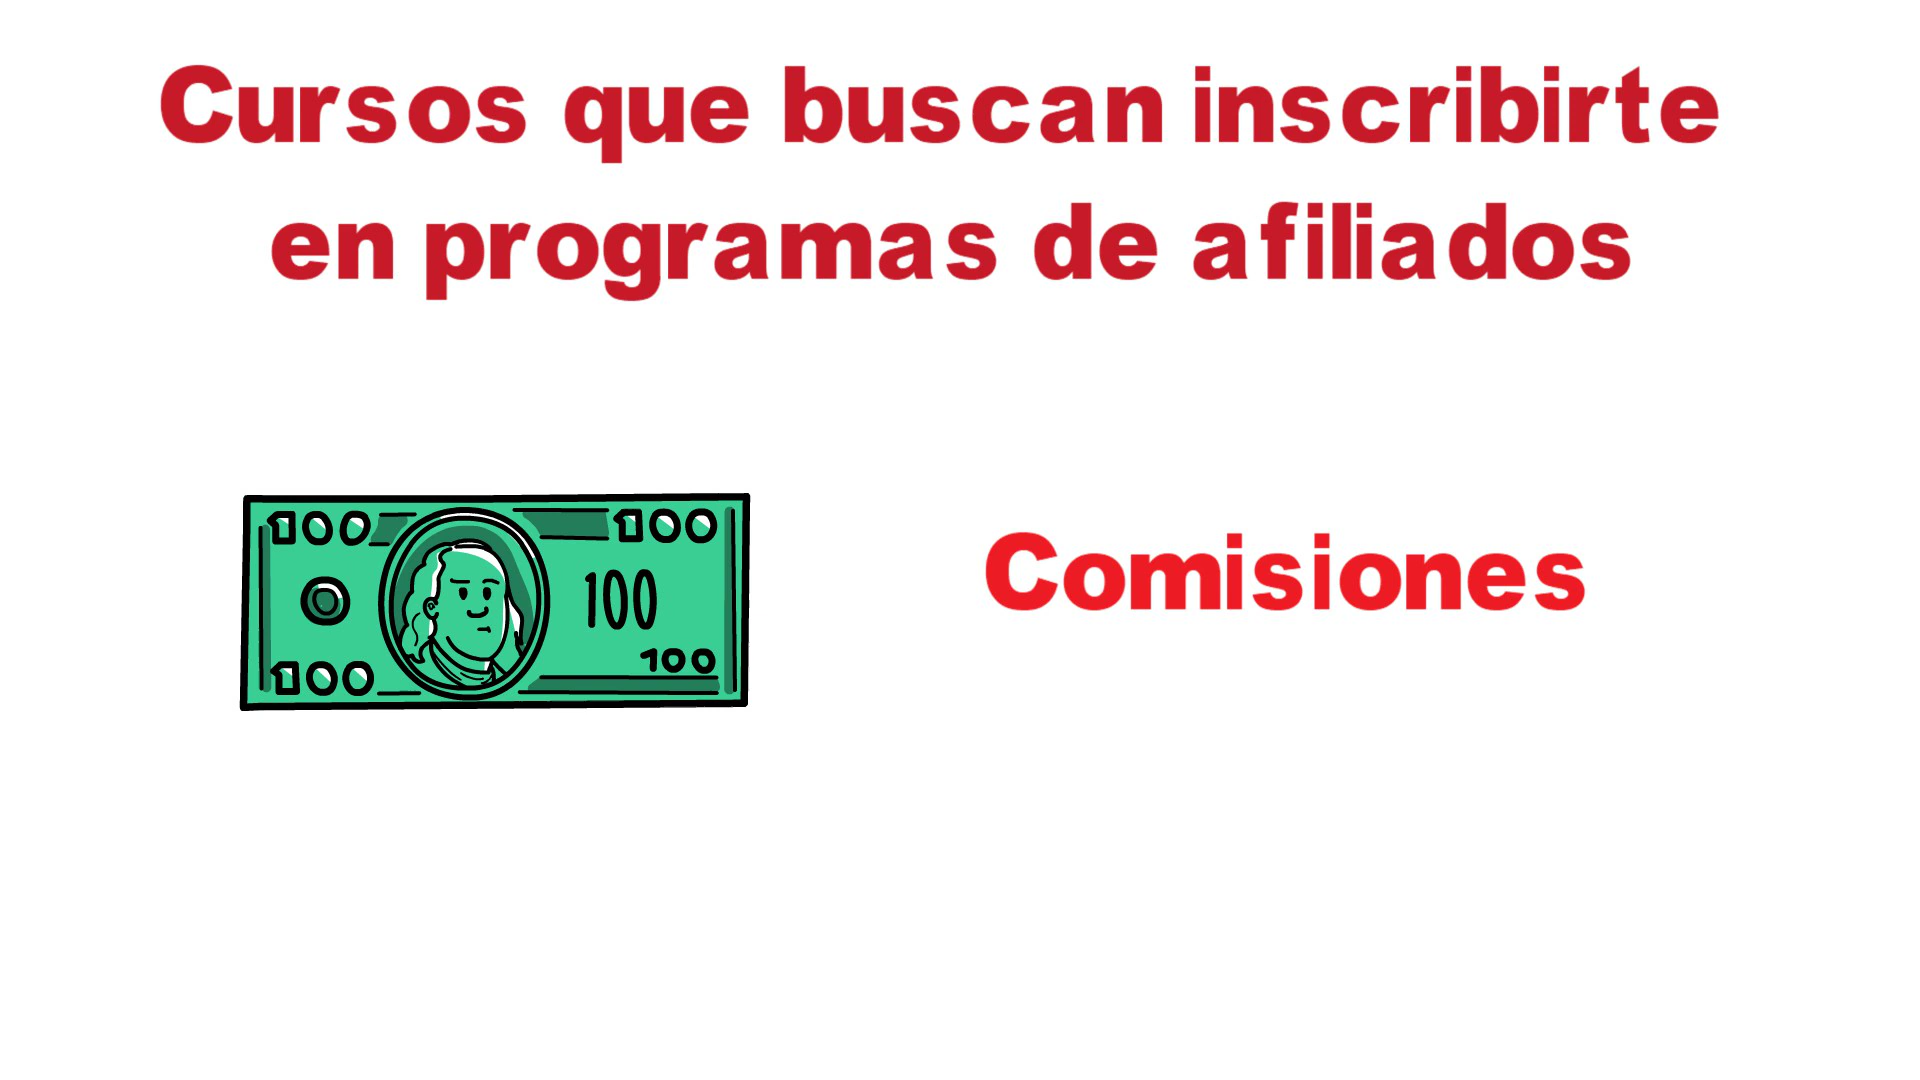 Cursos que buscan inscribirte
en programas de afiliados
100 100
100
100
100
Comisiones